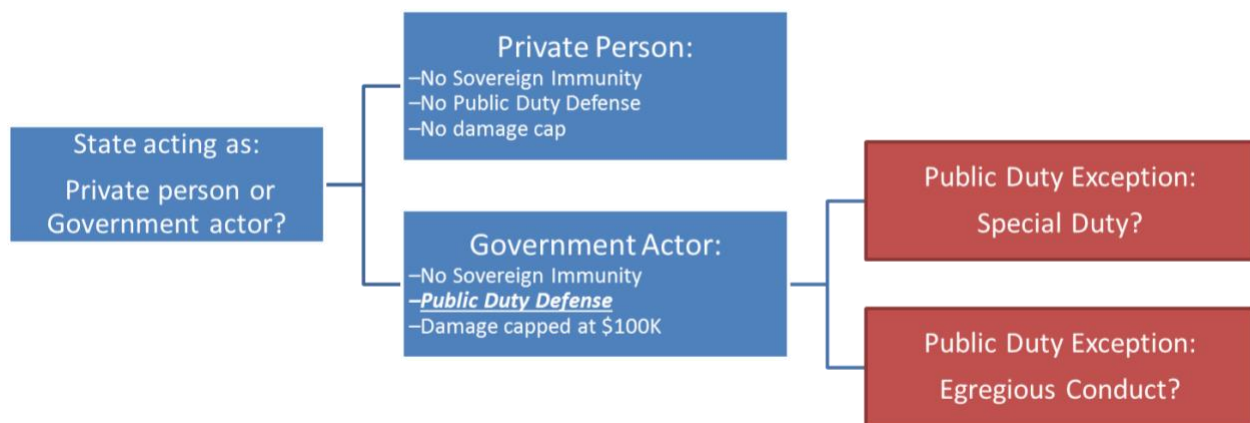 State acting as:
Private person or
Government actor?
Private Person:
–No Sovereign Immunity
–No Public Duty Defense
–No damage cap
Government Actor:
–No Sovereign Immunity
–Public Duty Defense
–Damage capped at $100K
Public Duty Exception:
Special Duty?
Public Duty Exception:
Egregious Conduct?